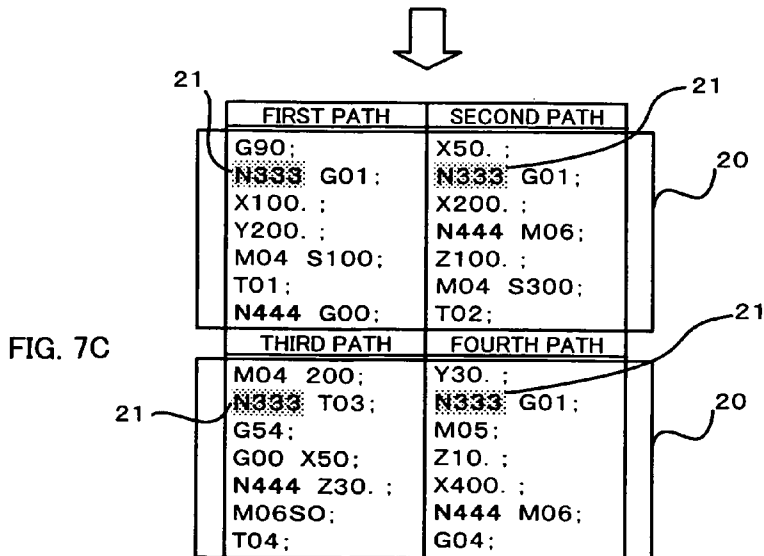 21
21
FIRST PATH
SECOND PATH
G90;
N333 G01;
X100. ;
Y200. ;
M04 S100;
T01;
N444 G00;
X50. ;
N333 G01;
X200. ;
N444 M06;
Z100. ;
M04 S300;
T02;
20
FIG. 7C
21
THIRD PATH
FOURTH PATH
M04 200;
N333 T03;
G54;
G00 X50;
N444 Z30. ;
M06SO;
T04;
Y30. ;
N333 G01;
M05;
Z10. ;
X400. ;
N444 M06;
G04;
21
20